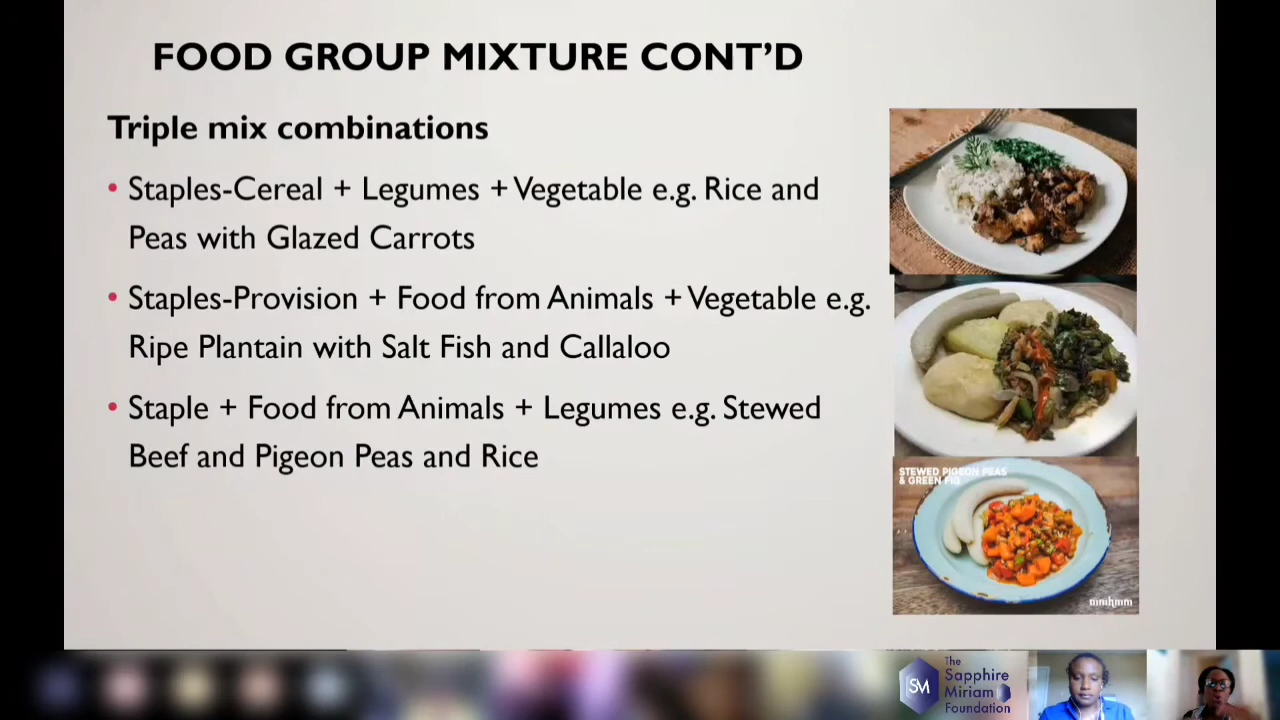 FOOD GROUP MIXTURE CONT'D
Triple mix combinations
• Staples-Cereal + Legumes + Vegetable e.g. Rice and
Peas with Glazed Carrots
• Staples-Provision + Food from Animals + Vegetable e.g.
Ripe Plantain with Salt Fish and Callaloo
• Staple + Food from Animals + Legumes e.g. Stewed
Beef and Pigeon Peas and Rice
STEWED PIGEON PEAS
& GREEN FIG
mmhmm
SM
The
Sapphire
Miriam
Foundation